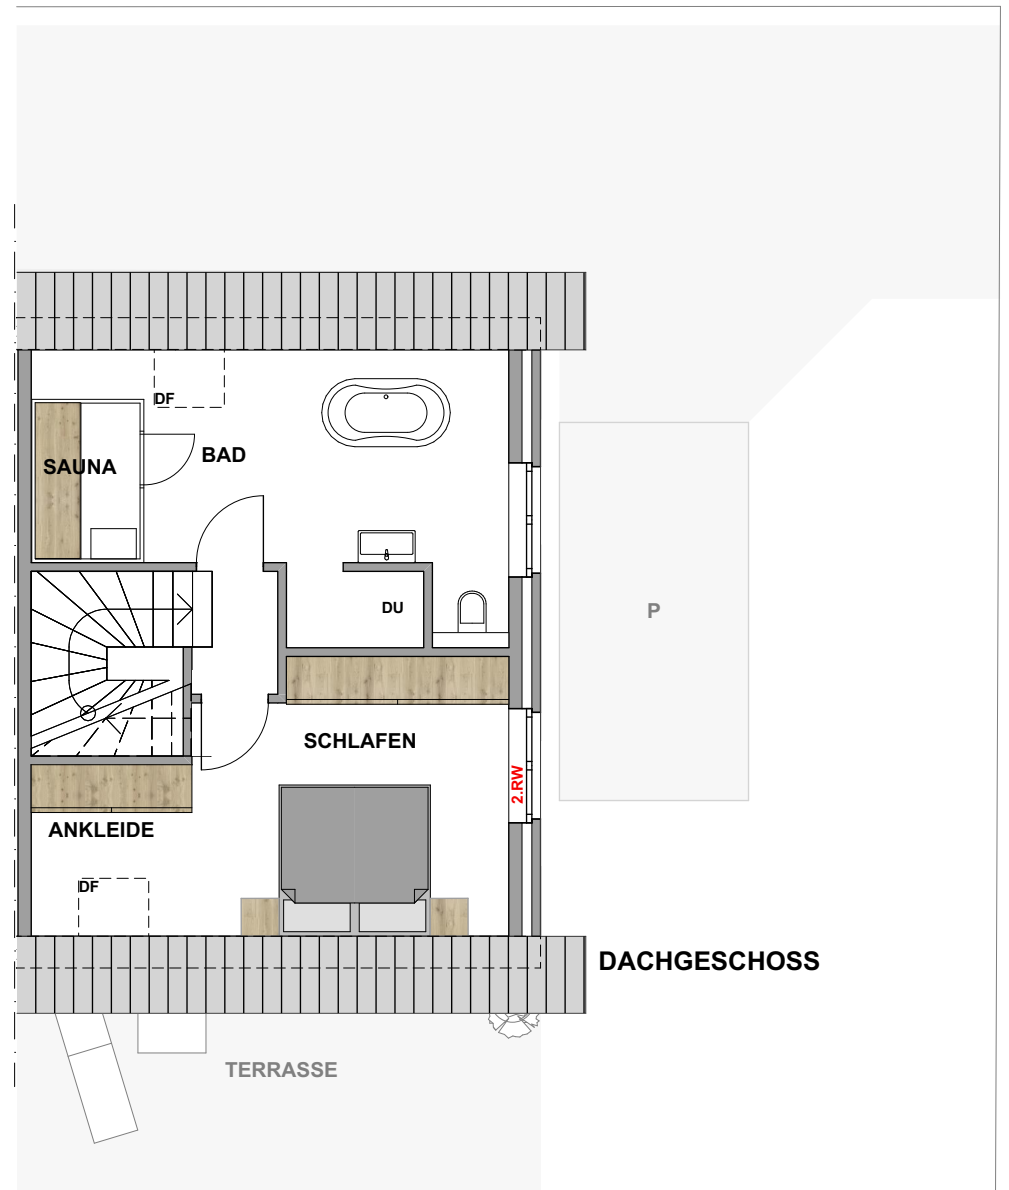 DF
BAD
SAUNA
DU
P
SCHLAFEN
2.RW
ANKLEIDE
DF
DACHGESCHOSS
TERRASSE